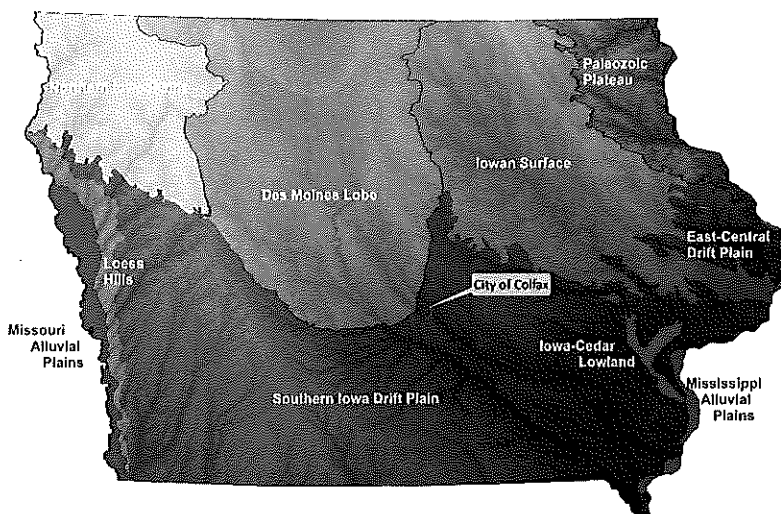 Paleozoic
Plateau
Iowan Surface
Des Moines Lobe
East-Central
Drift Plain
Loess
Hills
City of Colfax
Missouri
Alluvial
Plains
Iowa-Cedar
Lowland
Southern Iowa Drift Plain
Mississippi
Alluvial
Plains